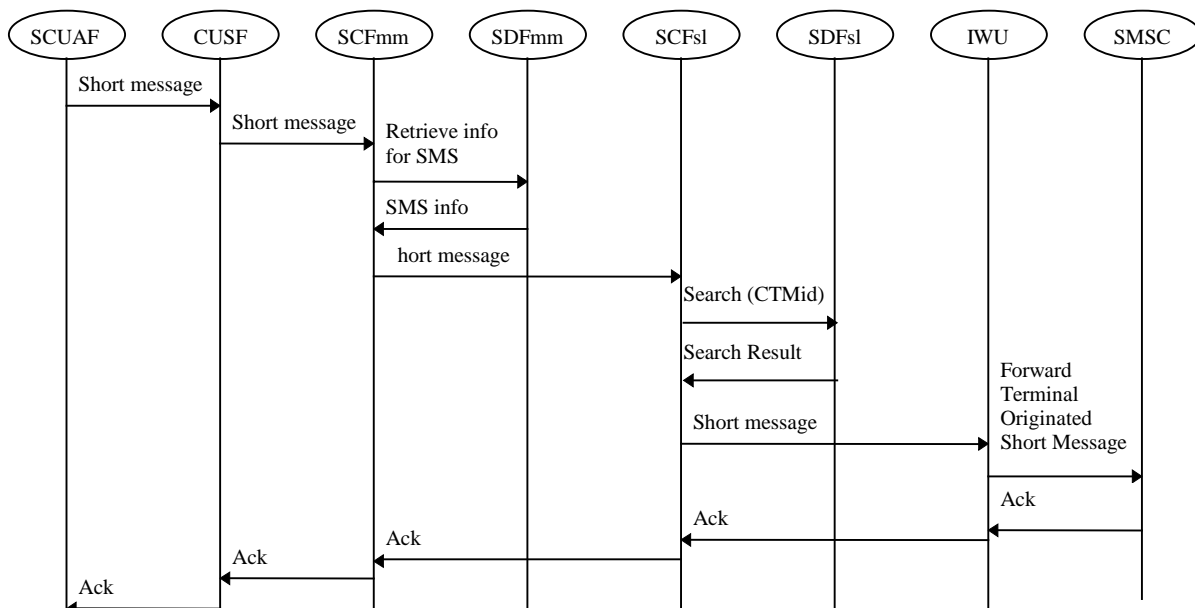 SCUAF CUSF SCFmm SDFmm SCFsl SDFsl IWU SMSC
Short message
Short message
Retrieve info
for SMS
SMS info
hort message
Search (CTMid)
Search Result
Forward
Terminal
Originated
Short Message
Short message
Ack
Ack
Ack
Ack
Ack